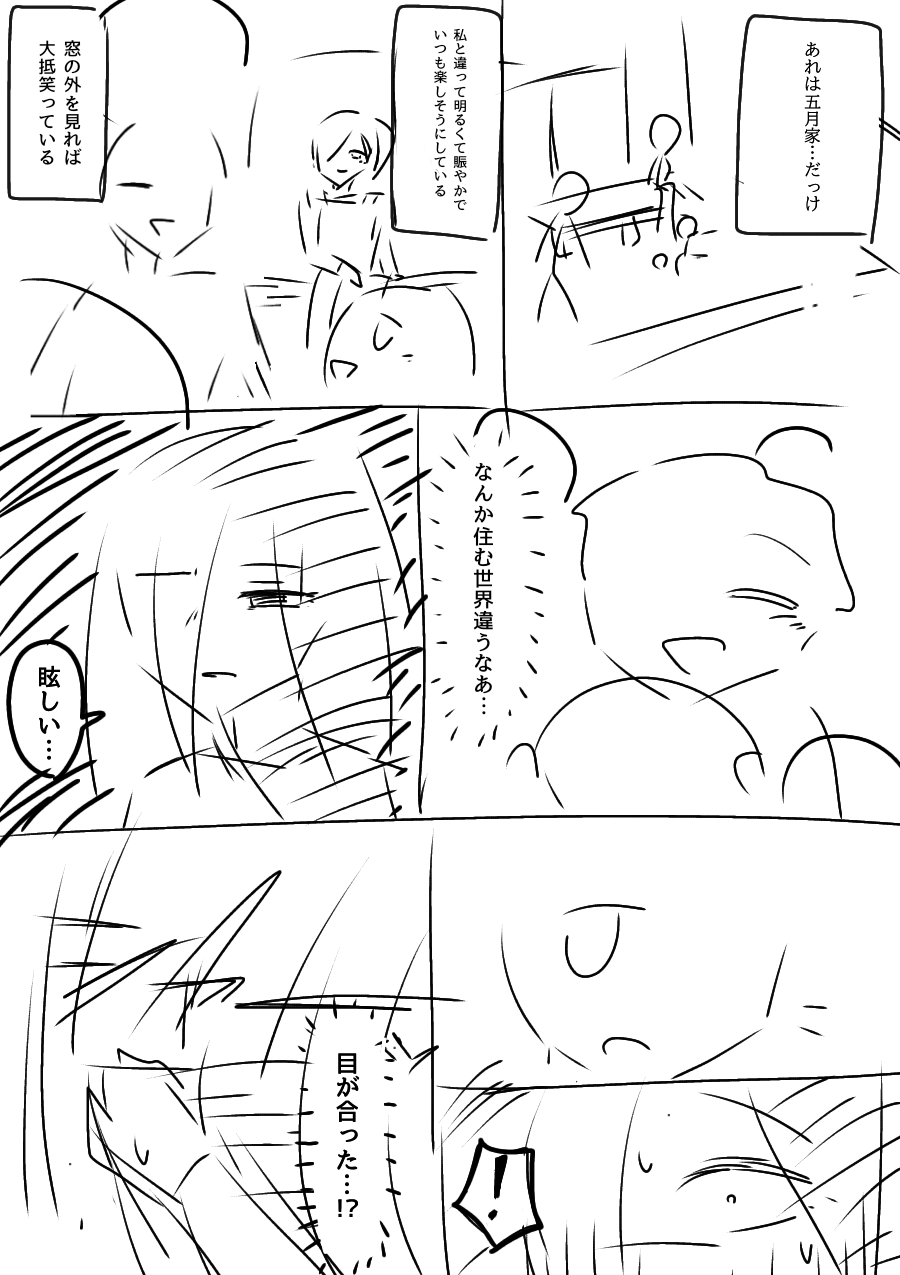 あれは五月家…だっけ
私と違って明るくて賑やかで
いつも楽しそうにしている
窓の外を見れば
大抵笑っている
なんか住む世界違うなあ…
眩しい…
！
目が合った…!?